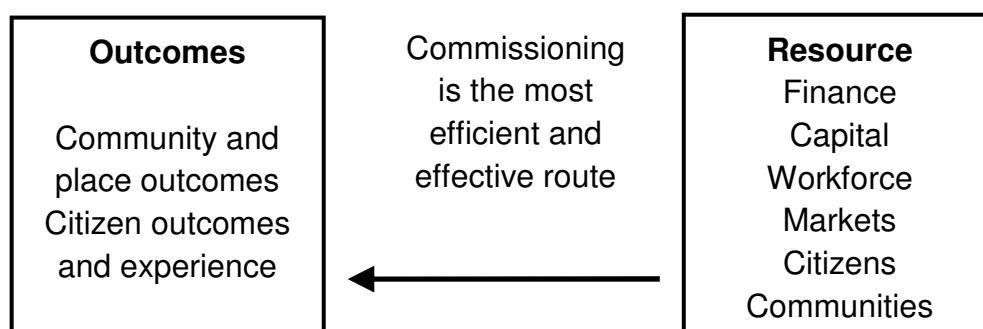 Outcomes
Community and
place outcomes
Citizen outcomes
and experience
Commissioning
is the most
efficient and
effective route
Resource
Finance
Capital
Workforce
Markets
Citizens
Communities